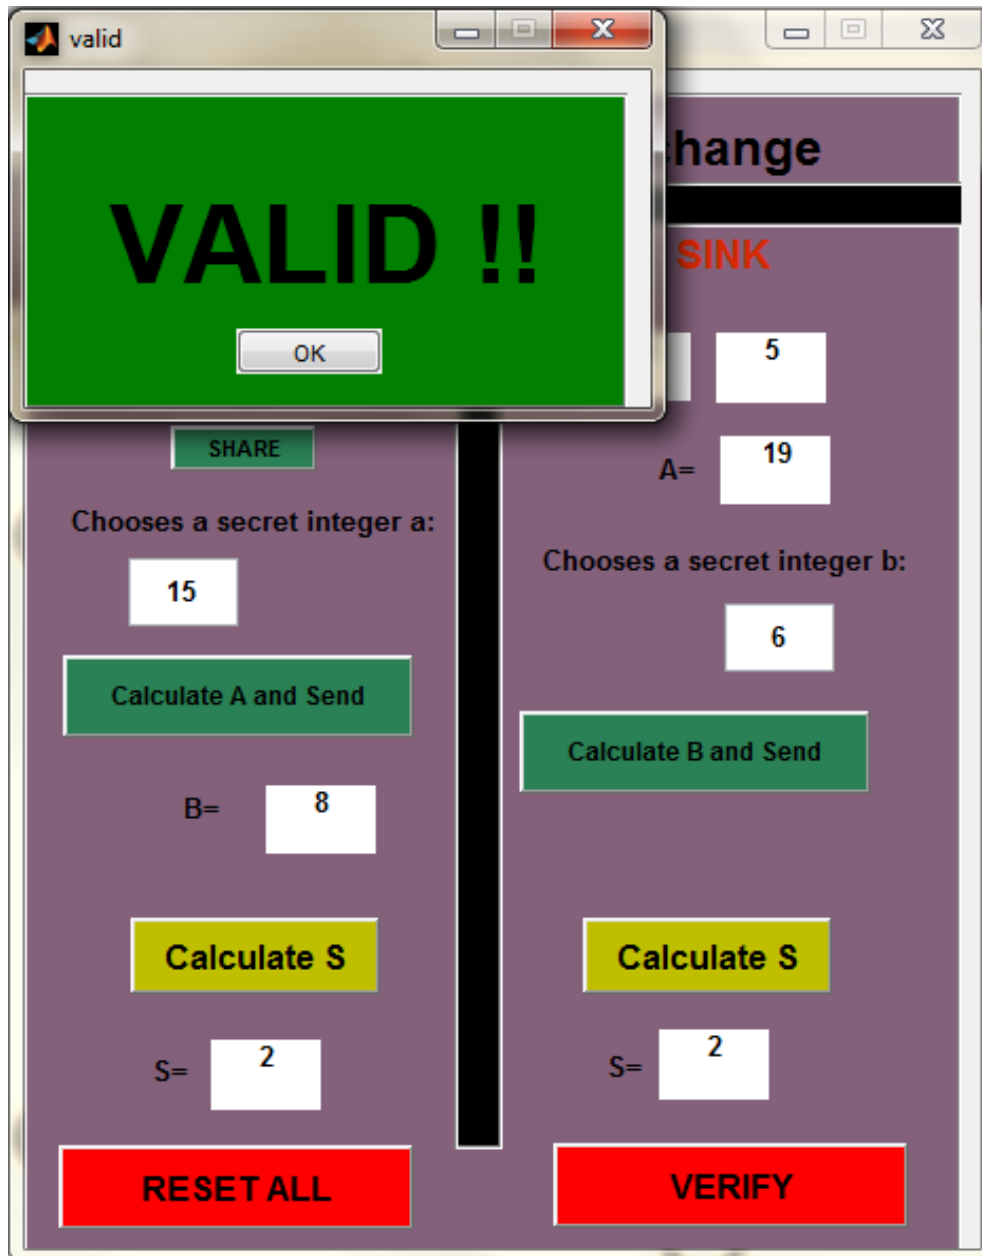 valid
VALID !!
OK
change
SINK
5
A= 19
SHARE
Chooses a secret integer a:
15
Calculate A and Send
B= 8
Calculate S
S= 2
RESET ALL
Chooses a secret integer b:
6
Calculate B and Send
Calculate S
S= 2
VERIFY